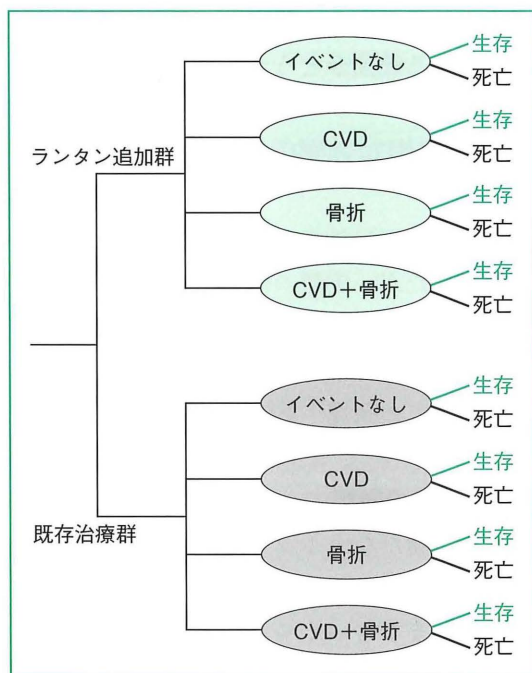 ランタン追加群
イベントなし
生存
死亡
CVD
生存
死亡
骨折
生存
死亡
CVD+骨折
生存
死亡
既存治療群
イベントなし
生存
死亡
CVD
生存
死亡
骨折
生存
死亡
CVD+骨折
生存
死亡